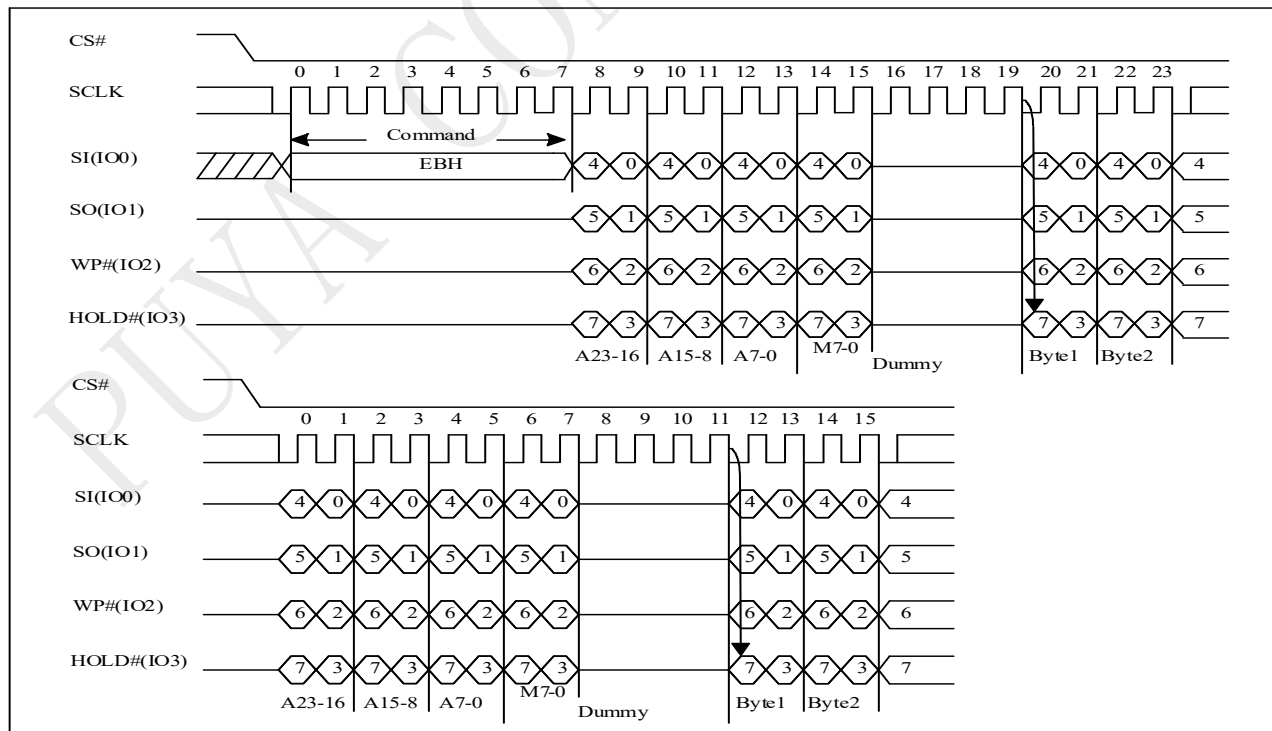 PUYA CON
CS#
0 1 2 3 4 5 6 7 8 9 10 11 12 13 14 15 16 17 18 19 20 21 22 23
SCLK
Command
SI(IO0) EBH 4 0 4 0 4 0 4 0 4 0 4 0 4
SO(IO1) 5 1 5 1 5 1 5 1 5 1 5 1 5
WP#(IO2) 6 2 6 2 6 2 6 2 6 2 6 2 6
HOLD#(IO3) 7 3 7 3 7 3 7 3 7 3 7 3 7
A23-16 A15-8 A7-0 M7-0 Dummy Byte1 Byte2
CS#
0 1 2 3 4 5 6 7 8 9 10 11 12 13 14 15
SCLK
SI(IO0) 4 0 4 0 4 0 4 0 4 0 4 0 4
SO(IO1) 5 1 5 1 5 1 5 1 5 1 5 1 5
WP#(IO2) 6 2 6 2 6 2 6 2 6 2 6 2 6
HOLD#(IO3) 7 3 7 3 7 3 7 3 7 3 7 3 7
A23-16 A15-8 A7-0 M7-0 Dummy Byte1 Byte2